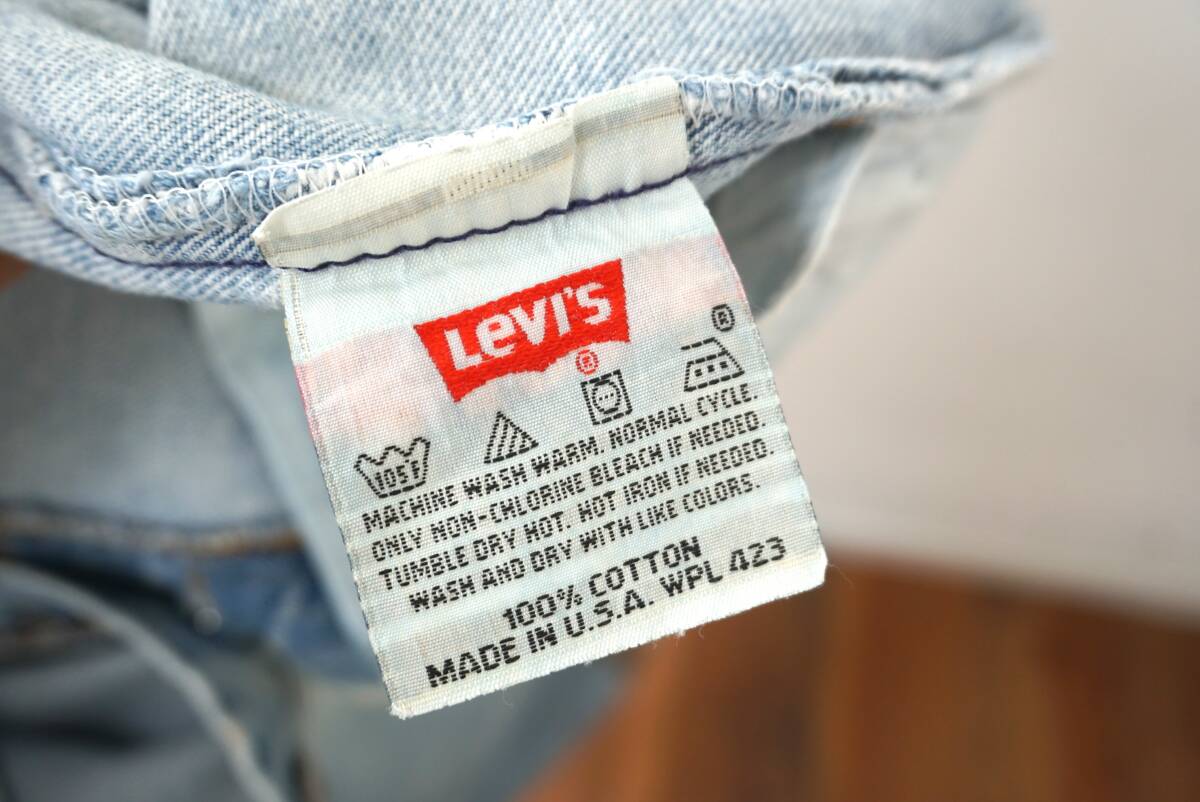 Levi's
®
®
105F
MACHINE WASH WARM. NORMAL CYCLE.
ONLY NON-CHLORINE BLEACH IF NEEDED.
TUMBLE DRY HOT. HOT IRON IF NEEDED.
WASH AND DRY WITH LIKE COLORS.
100% COTTON
MADE IN U.S.A. WPL 423